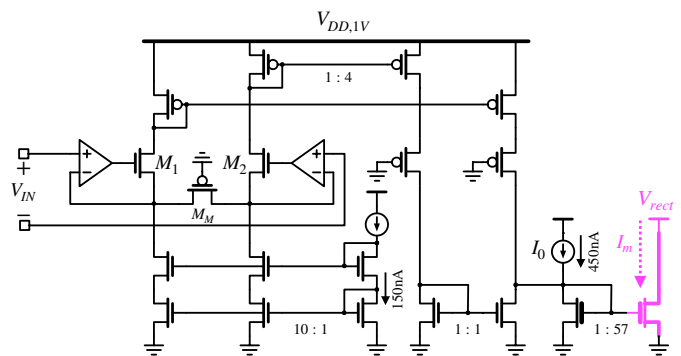 V_{DD,1V}
1 : 4
+
M_1
M_2
+
+
V_{IN}
−
−
M_M
−
V_{rect}
I_0
450nA
I_m
150nA
10 : 1
1 : 1
1 : 57